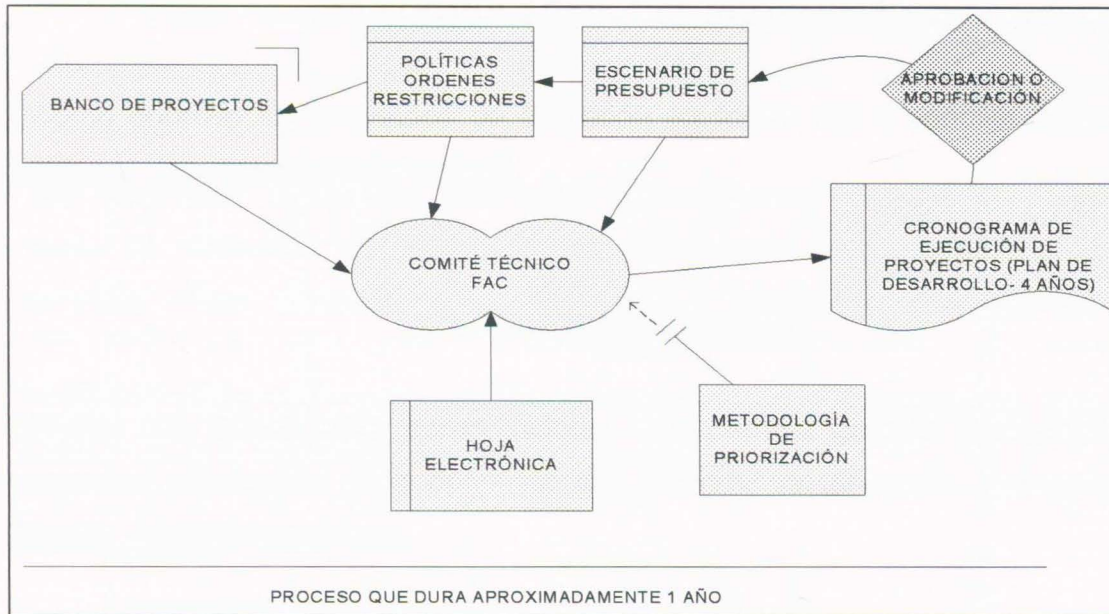 BANCO DE PROYECTOS
POLÍTICAS
ORDENES
RESTRICCIONES
ESCENARIO DE
PRESUPUESTO
APROBACION O
MODIFICACIÓN
COMITÉ TÉCNICO
FAC
CRONOGRAMA DE
EJECUCIÓN DE
PROYECTOS (PLAN DE
DESARROLLO- 4 AÑOS)
HOJA
ELECTRÓNICA
METODOLOGÍA
DE
PRIORIZACIÓN
PROCESO QUE DURA APROXIMADAMENTE 1 AÑO